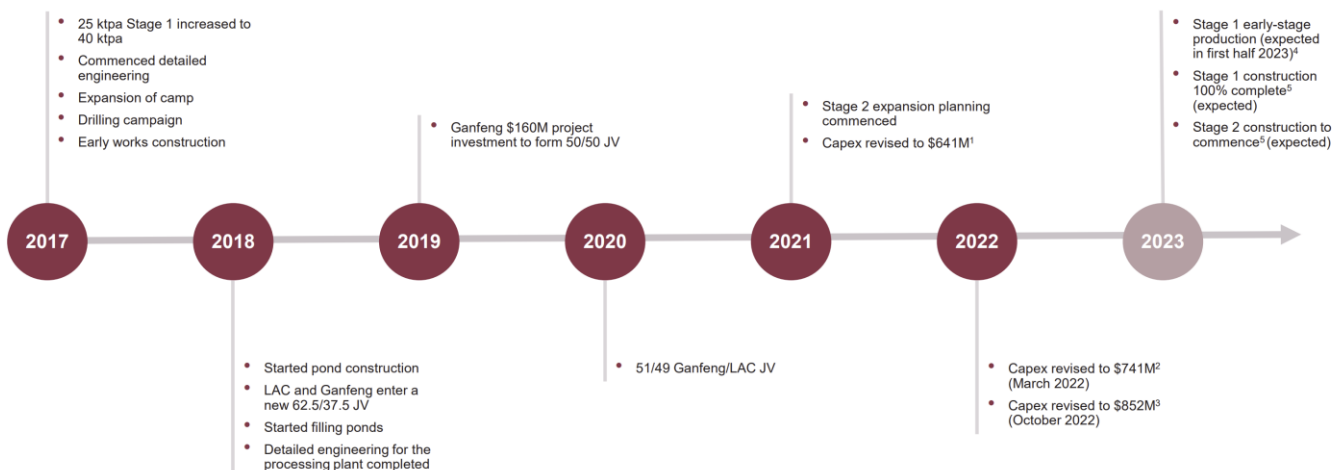 • 25 ktpa Stage 1 increased to
40 ktpa
• Commenced detailed
engineering
• Expansion of camp
• Drilling campaign
• Early works construction
2017
2018
• Started pond construction
• LAC and Ganfeng enter a
new 62.5/37.5 JV
• Started filling ponds
• Detailed engineering for the
processing plant completed
• Ganfeng $160M project
investment to form 50/50 JV
2019
2020
• 51/49 Ganfeng/LAC JV
• Stage 2 expansion planning
commenced
• Capex revised to $641M¹
2021
2022
• Capex revised to $741M²
(March 2022)
• Capex revised to $852M³
(October 2022)
• Stage 1 early-stage
production (expected
in first half 2023)⁴
• Stage 1 construction
100% complete⁵
(expected)
• Stage 2 construction to
commence⁵ (expected)
2023